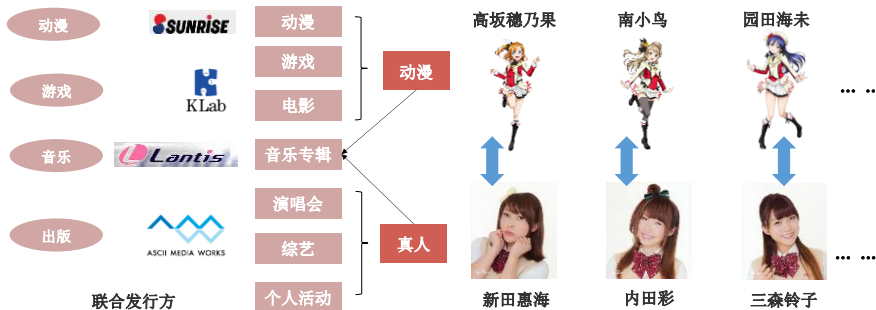 动漫
SUNRISE
动漫
高坂穂乃果
南小鸟
园田海未
游戏
动漫
游戏
KLab
电影
... ..
音乐
Lantis
音乐专辑
演唱会
出版
综艺
真人
ASCII MEDIA WORKS
... ...
联合发行方
个人活动
新田惠海
内田彩
三森铃子